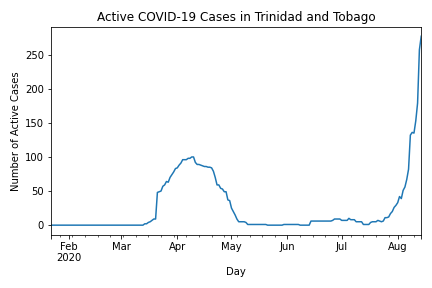 Active COVID-19 Cases in Trinidad and Tobago
Number of Active Cases
250
200
150
100
50
0
Feb Mar Apr May Jun Jul Aug
2020
Day